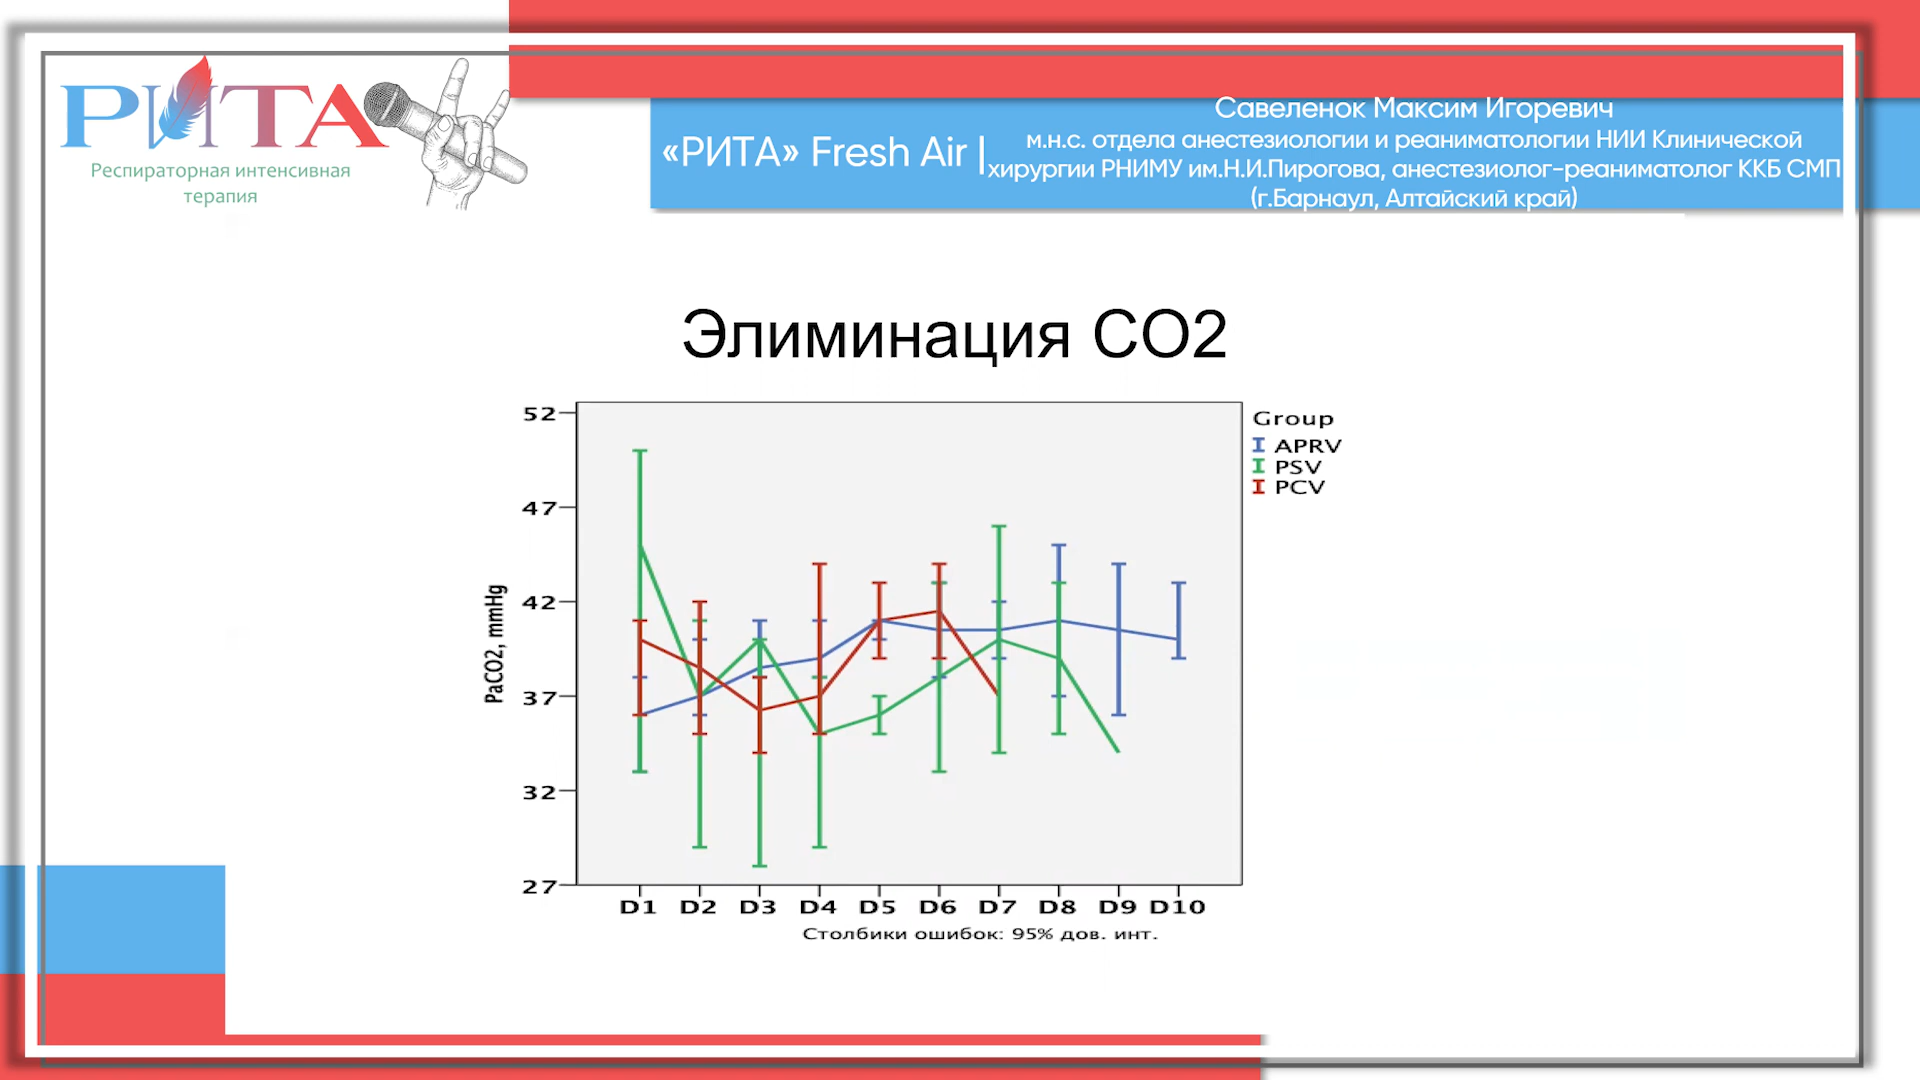 РИТА
Респираторная интенсивная
терапия
«РИТА» Fresh Air |
Савеленок Максим Игоревич
м.н.с. отдела анестезиологии и реаниматологии НИИ Клинической
хирургии РНИМУ им.Н.И.Пирогова, анестезиолог-реаниматолог ККБ СМП
(г.Барнаул, Алтайский край)
Элиминация СО2
Group
APRV
PSV
PCV
52
47
42
37
32
27
PaCO2, mmHg
D1 D2 D3 D4 D5 D6 D7 D8 D9 D10
Столбики ошибок: 95% дов. инт.